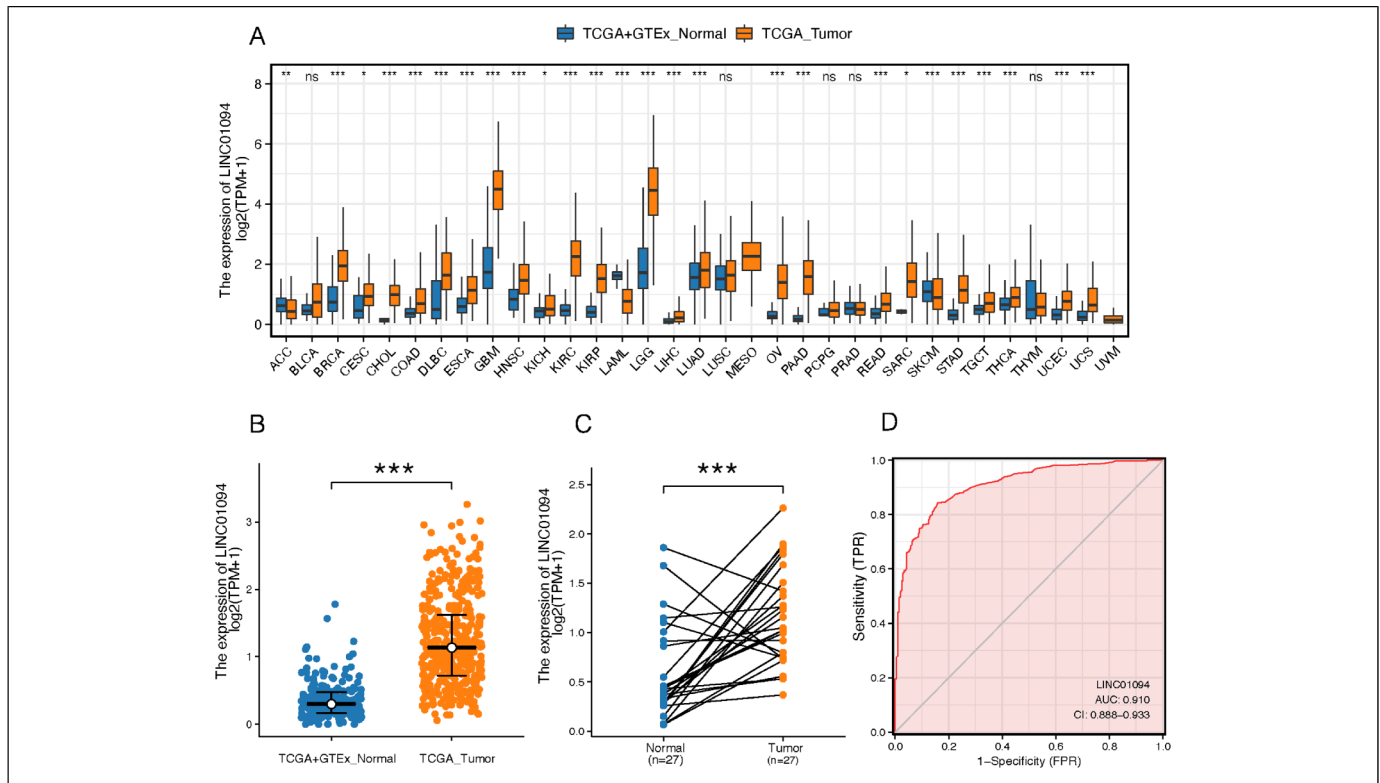 A
TCGA+GTEx_Normal TCGA_Tumor
The expression of LINC01094
log2(TPM+1)
** ns *** * *** *** *** *** *** *** * *** *** *** *** *** *** ns *** *** ns ns *** * *** *** *** *** ns *** ***
8
6
4
2
0
ACC BLCA BRCA CESC CHOL COAD DLBC ESCA GBM HNSC KICH KIRC KIRP LAML LGG LIHC LUAD LUSC MESO OV PAAD PCPG PRAD READ SARC SKCM STAD TGCT THCA THYM UCEC UCS UVM
B
The expression of LINC01094
log2(TPM+1)
***
3
2
1
0
TCGA+GTEx_Normal TCGA_Tumor
C
The expression of LINC01094
log2(TPM+1)
***
2.5
2.0
1.5
1.0
0.5
0.0
Normal Tumor
(n=27) (n=27)
D
Sensitivity (TPR)
1.0
0.8
0.6
0.4
0.2
0.0
LINC01094
AUC: 0.910
CI: 0.888–0.933
0.0 0.2 0.4 0.6 0.8 1.0
1–Specificity (FPR)